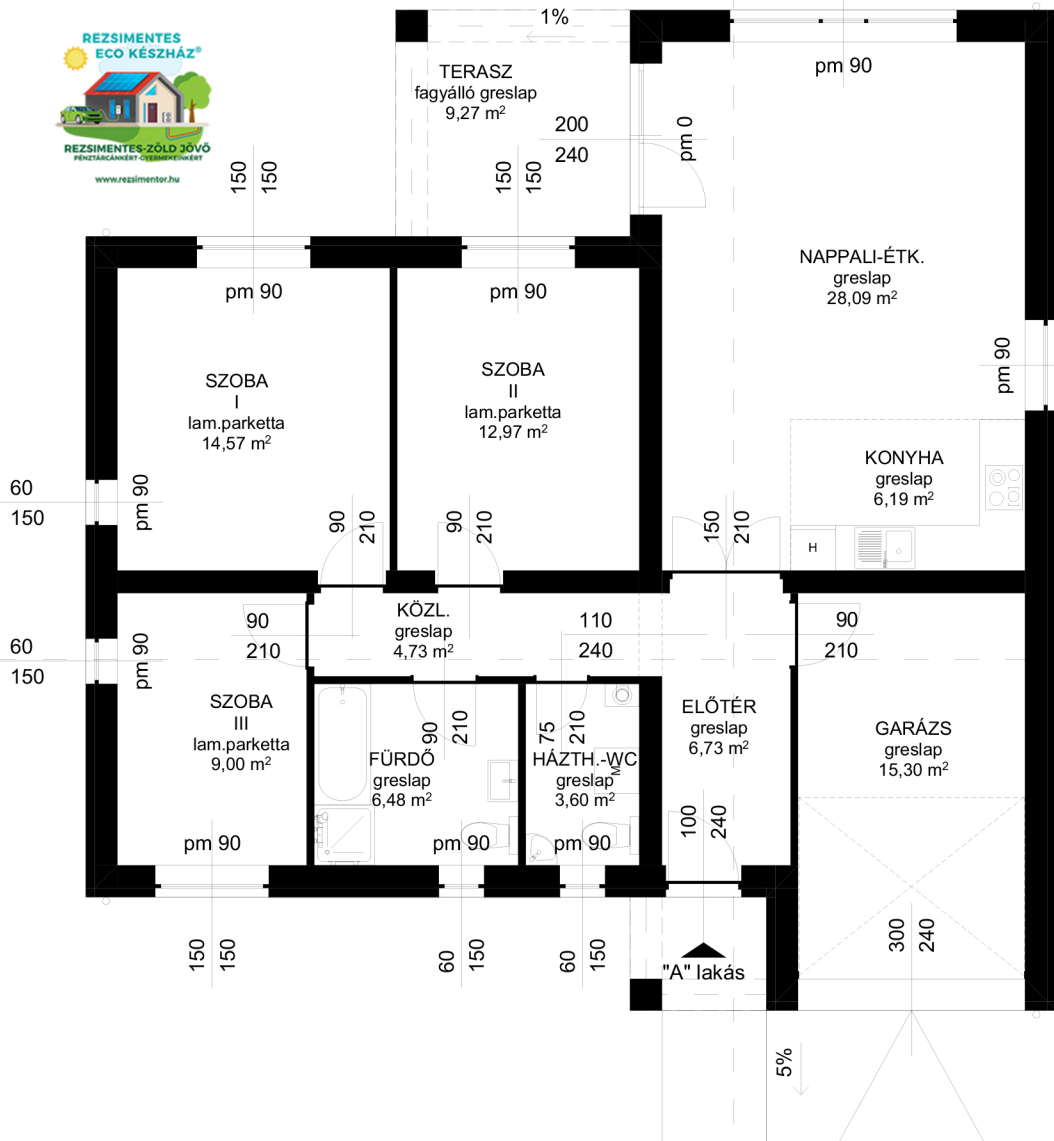 REZSIMENTES
ECO KÉSZHÁZ®
REZSIMENTES-ZÖLD JÖVŐ
PÉNZTÁRCÁNKÉRT-GYERMEKEINKÉRT
www.rezsimentor.hu
1%
TERASZ
fagyálló greslap
9,27 m²
200
240
pm 0
pm 90
150
150
150
150
pm 90
pm 90
NAPPALI-ÉTK.
greslap
28,09 m²
pm 90
SZOBA
I
lam.parketta
14,57 m²
SZOBA
II
lam.parketta
12,97 m²
KONYHA
greslap
6,19 m²
H
60
150
pm 90
90
210
90
210
150
210
60
150
pm 90
90
210
KÖZL.
greslap
4,73 m²
110
240
90
210
SZOBA
III
lam.parketta
9,00 m²
pm 90
90
210
FÜRDŐ
greslap
6,48 m²
pm 90
75
210
HÁZTH.-WC
greslap
3,60 m²
M
pm 90
ELŐTÉR
greslap
6,73 m²
100
240
GARÁZS
greslap
15,30 m²
300
240
150
150
60
150
60
150
"A" lakás
5%